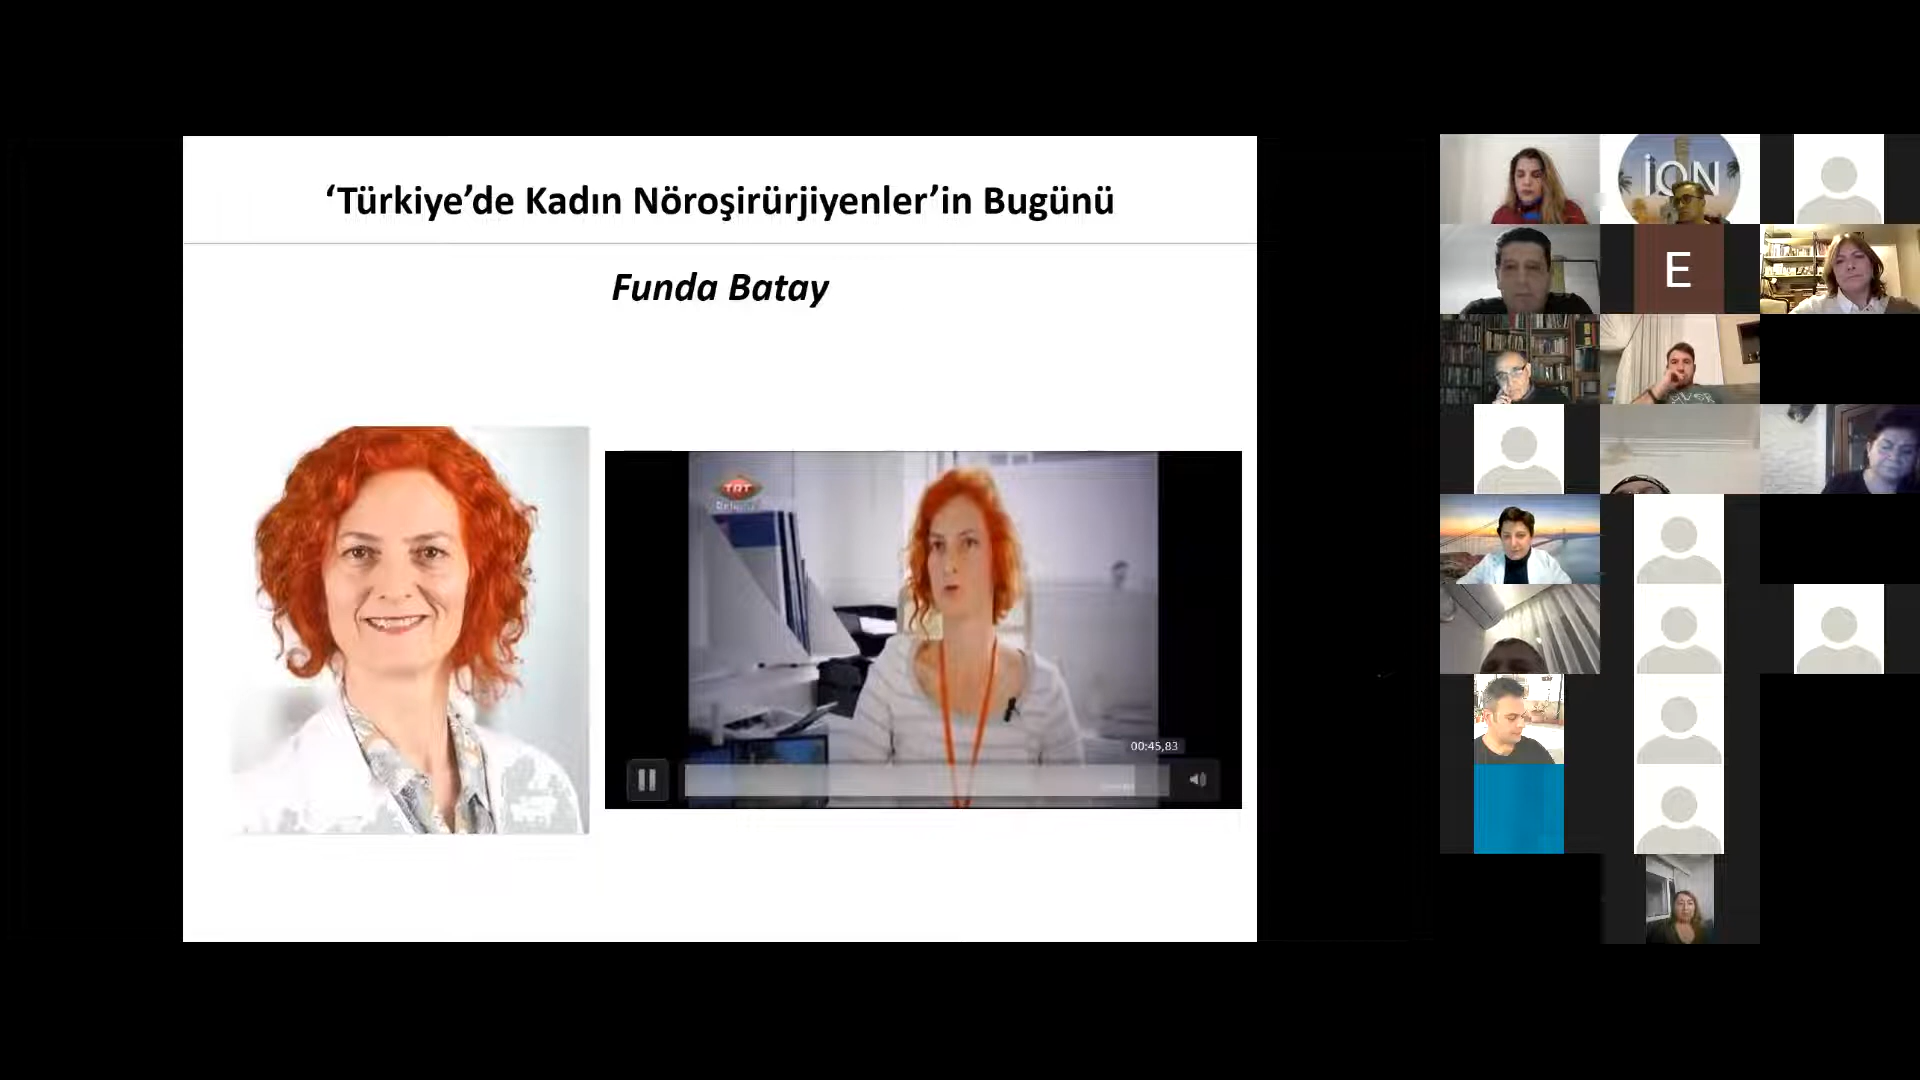 ‘Türkiye’de Kadın Nöroşirürjiyenler’in Bugünü
Funda Batay
TRT
00:45,83
İON
E